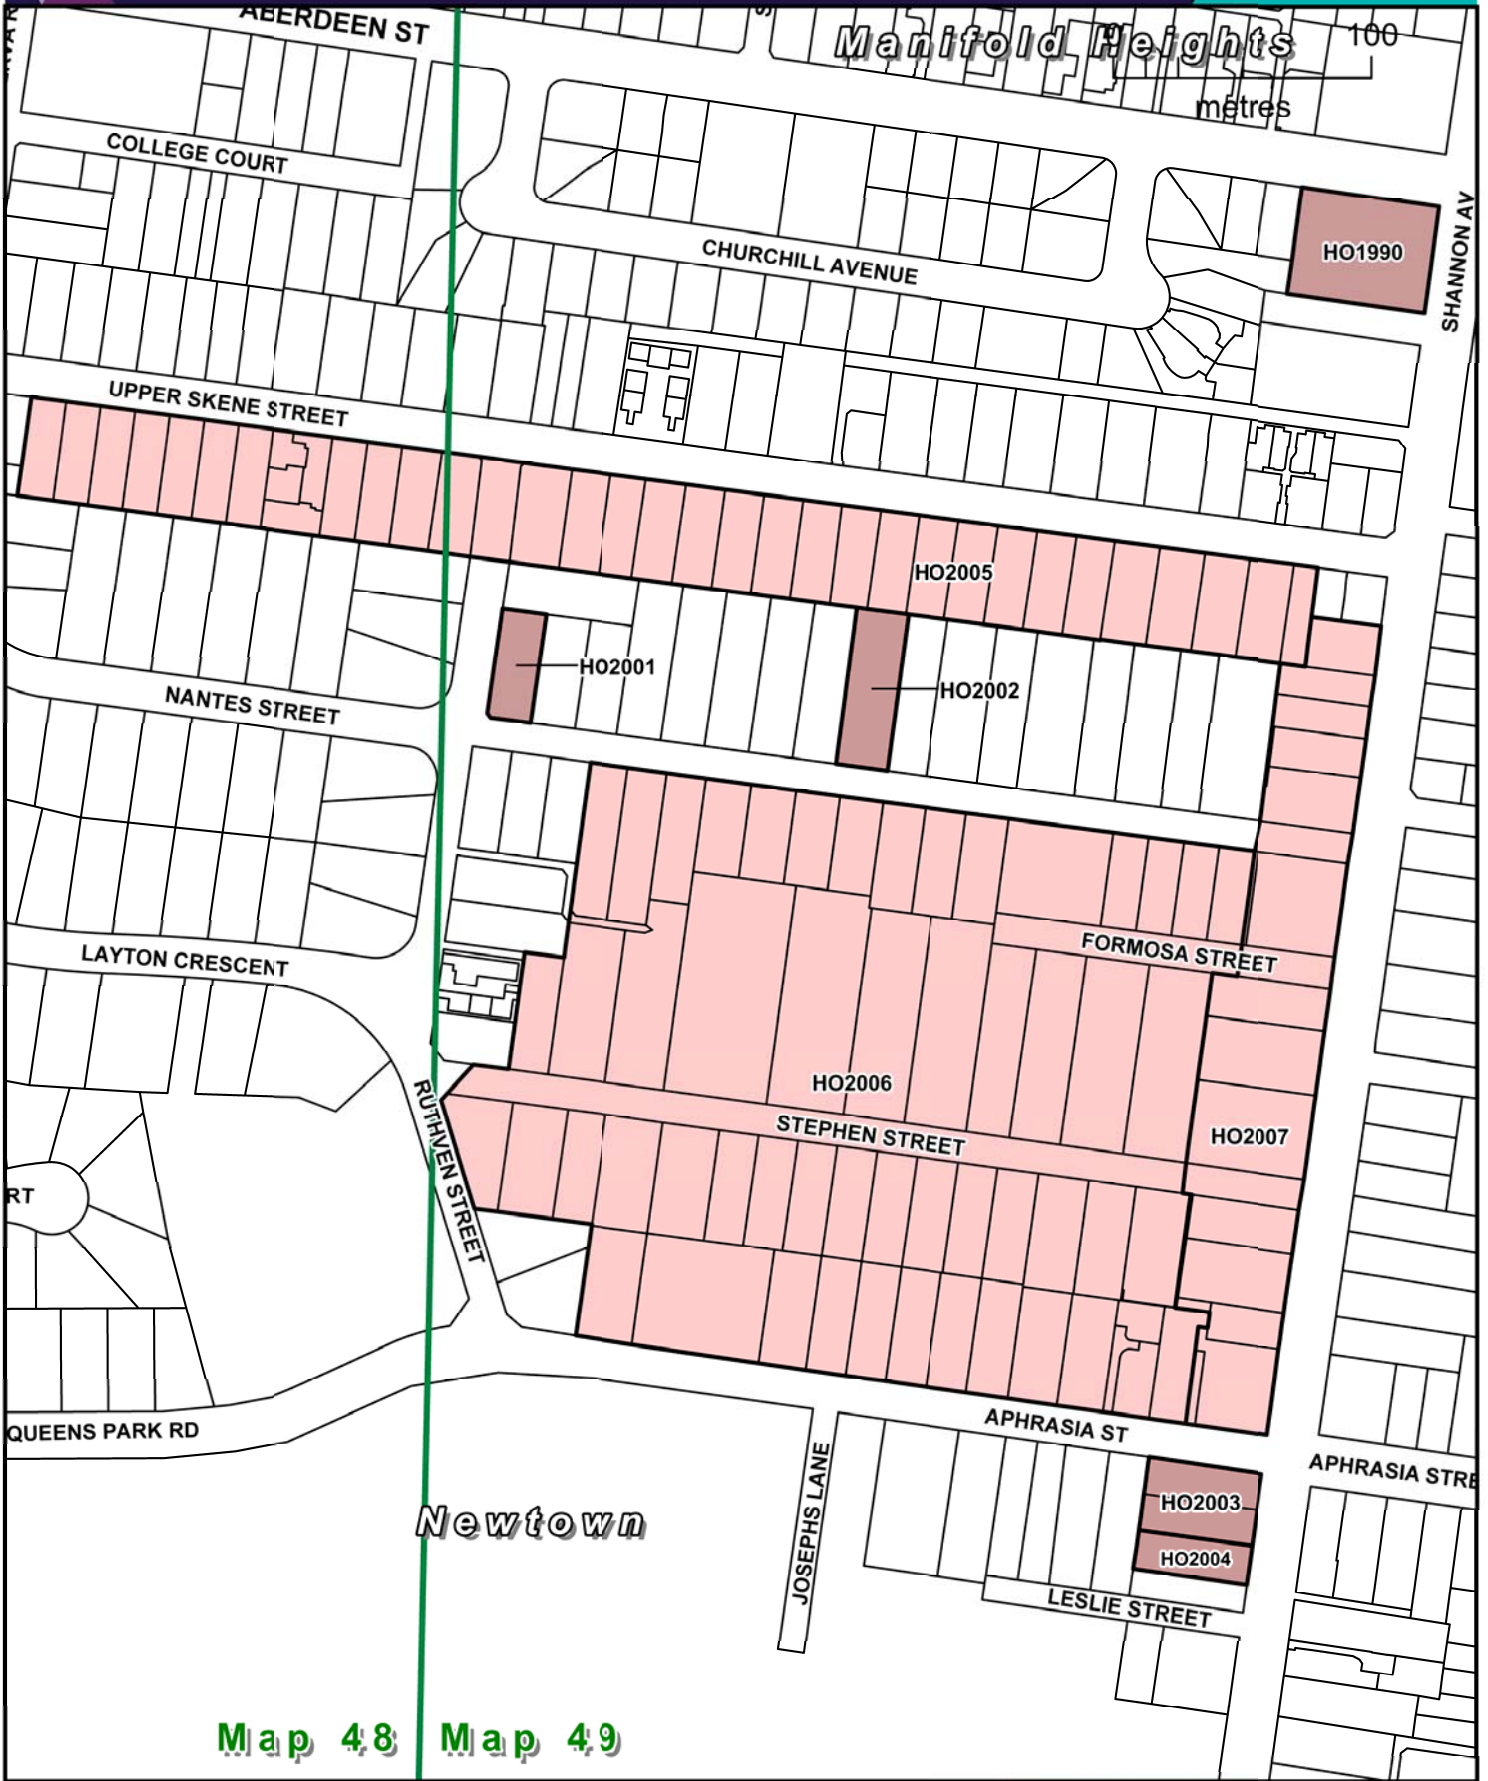 ABERDEEN ST
Manifold Heights
100
metres
COLLEGE COURT
SHANNON AV
CHURCHILL AVENUE
HO1990
UPPER SKENE STREET
HO2005
HO2001
HO2002
NANTES STREET
FORMOSA STREET
LAYTON CRESCENT
HO2006
STEPHEN STREET
HO2007
RUTHVEN STREET
RT
APHRASIA ST
QUEENS PARK RD
APHRASIA STRE
JOSEPHS LANE
HO2003
Newtown
HO2004
LESLIE STREET
Map 48
Map 49